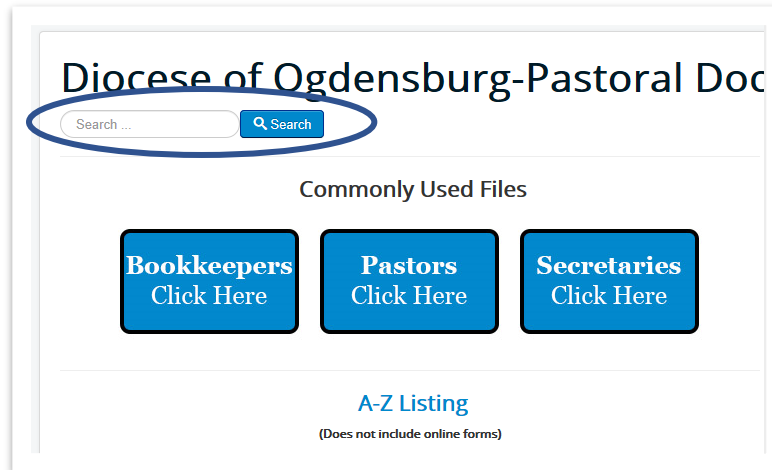 Diocese of Ogdensburg-Pastoral Doc
Search ...
Search
Commonly Used Files
Bookkeepers
Click Here
Pastors
Click Here
Secretaries
Click Here
A-Z Listing
(Does not include online forms)